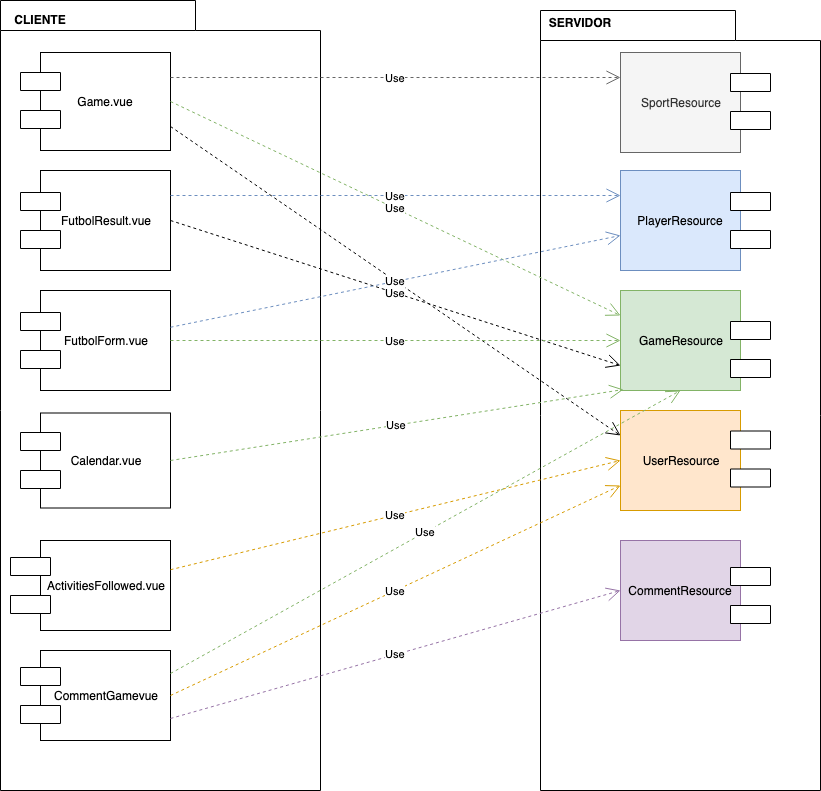 CLIENTE
SERVIDOR
Game.vue
Use
SportResource
FutbolResult.vue
Use
Use
PlayerResource
Use
Use
FutbolForm.vue
Use
GameResource
Calendar.vue
Use
UserResource
Use
Use
ActivitiesFollowed.vue
Use
CommentResource
CommentGamevue
Use